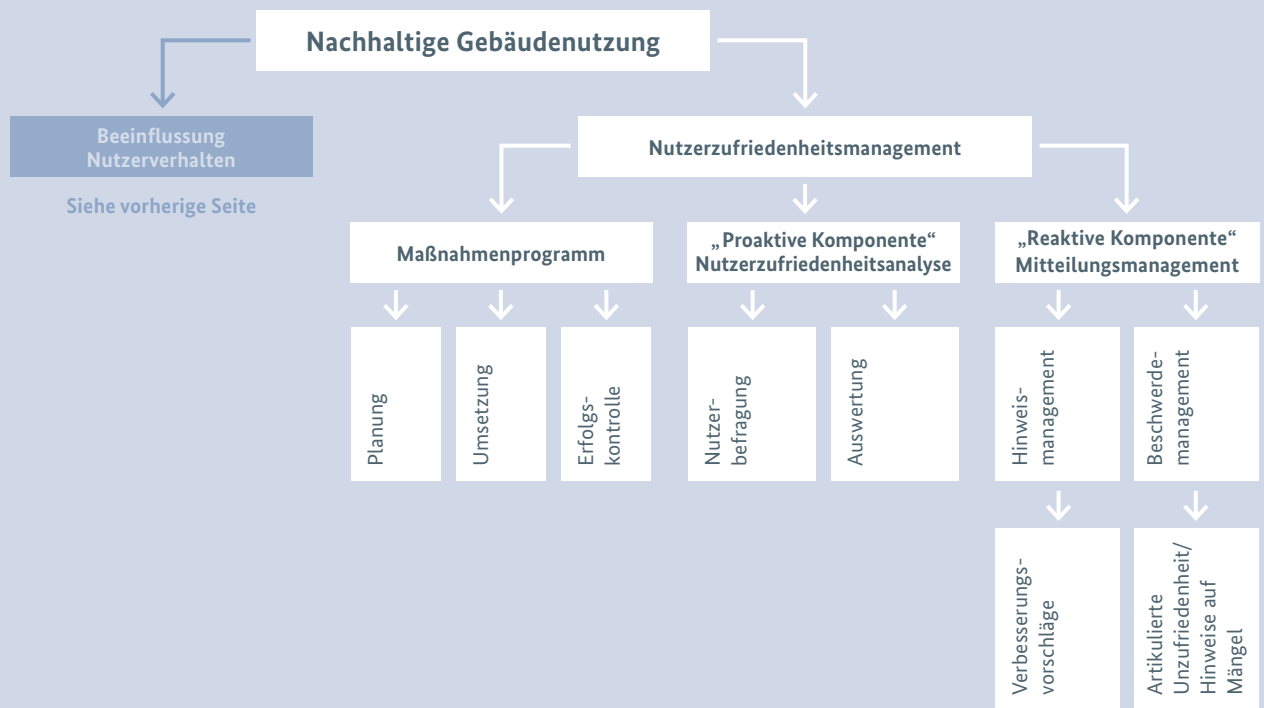 Nachhaltige Gebäudenutzung
Beeinflussung
Nutzerverhalten
Siehe vorherige Seite
Nutzerzufriedenheitsmanagement
Maßnahmenprogramm
„Proaktive Komponente“
Nutzerzufriedenheitsanalyse
„Reaktive Komponente“
Mitteilungsmanagement
Planung
Umsetzung
Erfolgs-
kontrolle
Nutzer-
befragung
Auswertung
Hinweis-
management
Beschwerde-
management
Verbesserungs-
vorschläge
Artikulierte
Unzufriedenheit/
Hinweise auf
Mängel